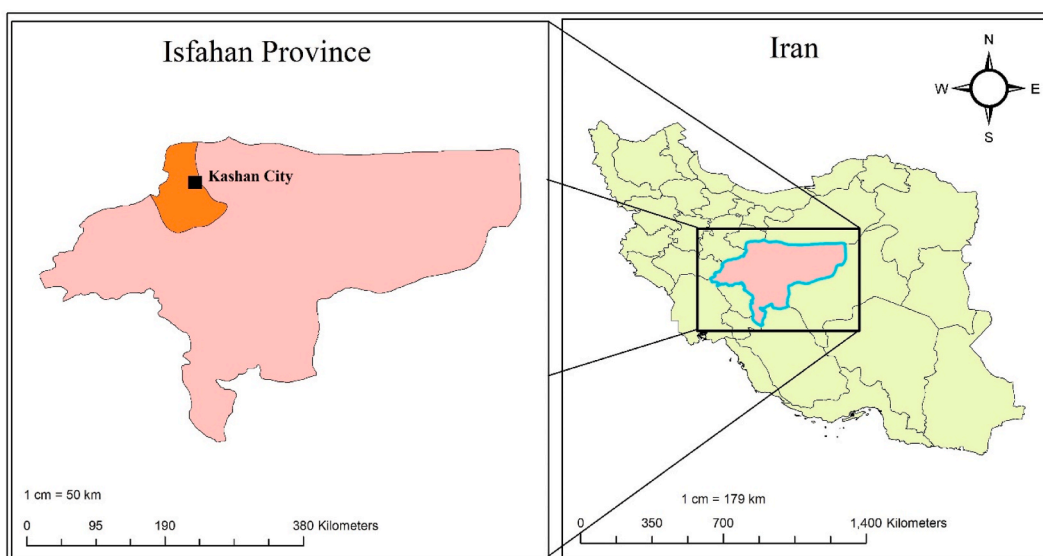 Isfahan Province
Kashan City
1 cm = 50 km
0 95 190 380 Kilometers
Iran
N
W E
S
1 cm = 179 km
0 350 700 1,400 Kilometers